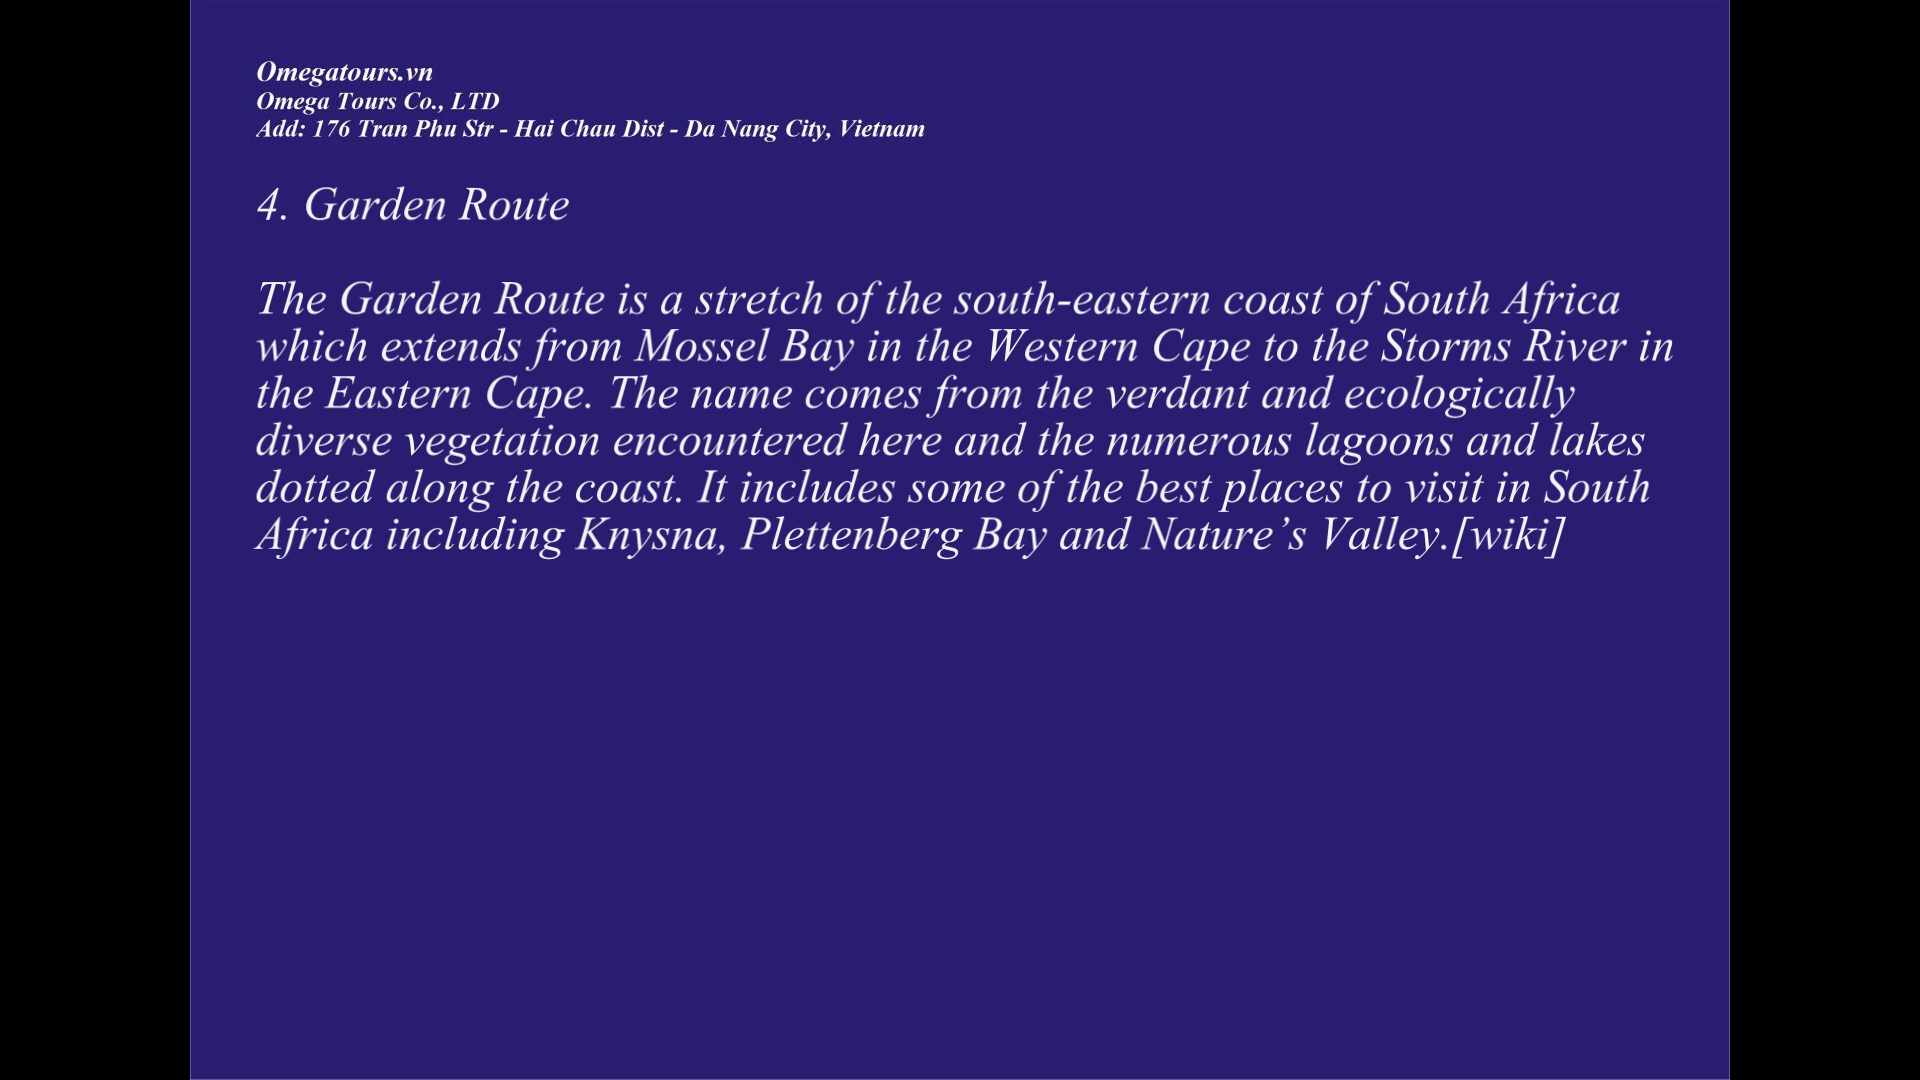 Omegatours.vn
Omega Tours Co., LTD
Add: 176 Tran Phu Str - Hai Chau Dist - Da Nang City, Vietnam
4. Garden Route
The Garden Route is a stretch of the south-eastern coast of South Africa
which extends from Mossel Bay in the Western Cape to the Storms River in
the Eastern Cape. The name comes from the verdant and ecologically
diverse vegetation encountered here and the numerous lagoons and lakes
dotted along the coast. It includes some of the best places to visit in South
Africa including Knysna, Plettenberg Bay and Nature’s Valley.[wiki]